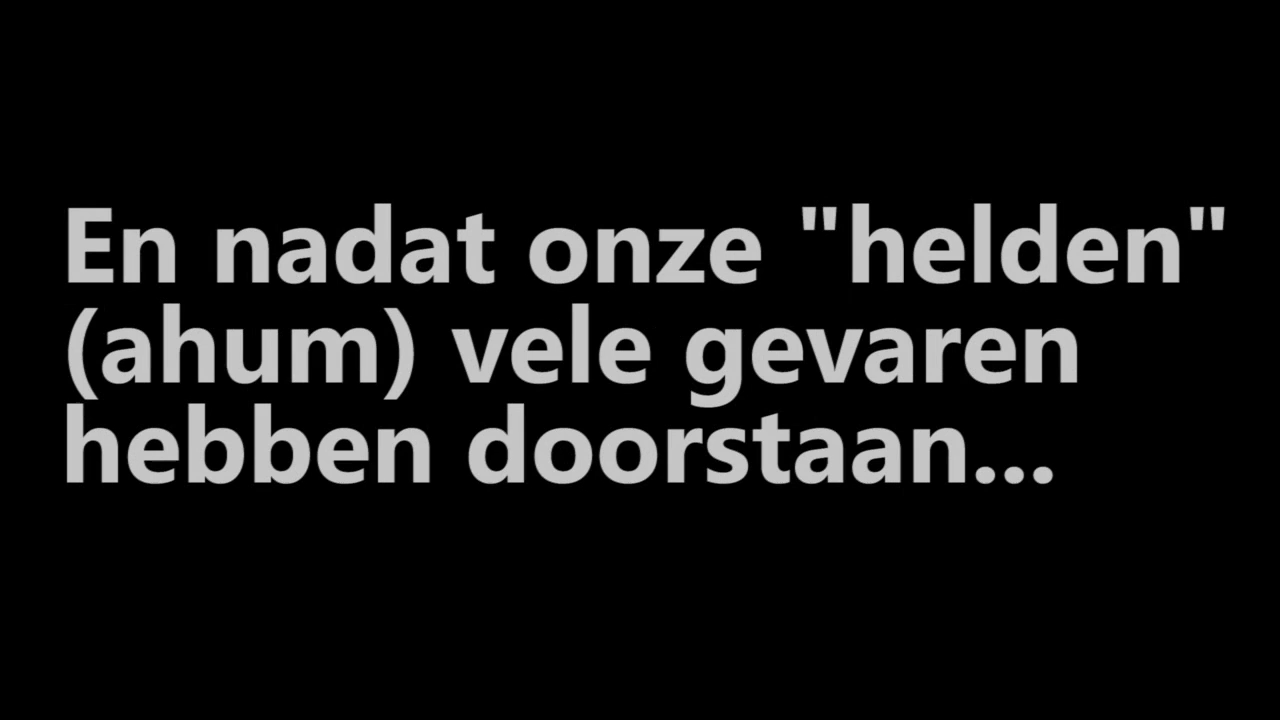 En nadat onze "helden"
(ahum) vele gevaren
hebben doorstaan...